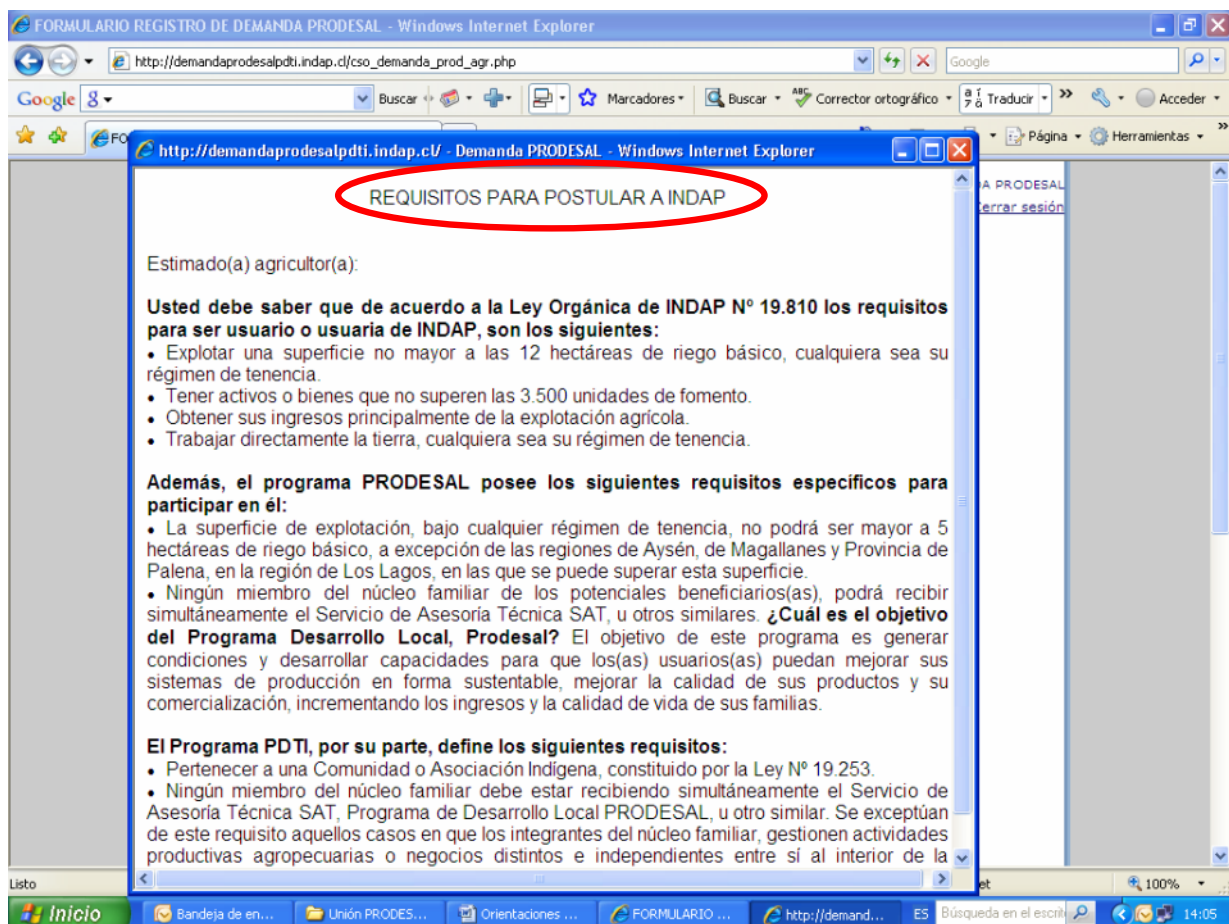 FORMULARIO REGISTRO DE DEMANDA PRODESAL - Windows Internet Explorer
http://demandaprodesalpdti.indap.cl/cso_demanda_prod_agr.php
Google
Google
Buscar
Marcadores
Buscar
Corrector ortográfico
Traducir
Acceder
FO
Página
Herramientas
http://demandaprodesalpdti.indap.cl/ - Demanda PRODESAL - Windows Internet Explorer
DA PRODESAL
Cerrar sesión
REQUISITOS PARA POSTULAR A INDAP
Estimado(a) agricultor(a):
Usted debe saber que de acuerdo a la Ley Orgánica de INDAP Nº 19.810 los requisitos
para ser usuario o usuaria de INDAP, son los siguientes:
• Explotar una superficie no mayor a las 12 hectáreas de riego básico, cualquiera sea su
régimen de tenencia.
• Tener activos o bienes que no superen las 3.500 unidades de fomento.
• Obtener sus ingresos principalmente de la explotación agrícola.
• Trabajar directamente la tierra, cualquiera sea su régimen de tenencia.
Además, el programa PRODESAL posee los siguientes requisitos específicos para
participar en él:
• La superficie de explotación, bajo cualquier régimen de tenencia, no podrá ser mayor a 5
hectáreas de riego básico, a excepción de las regiones de Aysén, de Magallanes y Provincia de
Palena, en la región de Los Lagos, en las que se puede superar esta superficie.
• Ningún miembro del núcleo familiar de los potenciales beneficiarios(as), podrá recibir
simultáneamente el Servicio de Asesoría Técnica SAT, u otros similares. ¿Cuál es el objetivo
del Programa Desarrollo Local, Prodesal? El objetivo de este programa es generar
condiciones y desarrollar capacidades para que los(as) usuarios(as) puedan mejorar sus
sistemas de producción en forma sustentable, mejorar la calidad de sus productos y su
comercialización, incrementando los ingresos y la calidad de vida de sus familias.
El Programa PDTI, por su parte, define los siguientes requisitos:
• Pertenecer a una Comunidad o Asociación Indígena, constituido por la Ley Nº 19.253.
• Ningún miembro del núcleo familiar debe estar recibiendo simultáneamente el Servicio de
Asesoría Técnica SAT, Programa de Desarrollo Local PRODESAL, u otro similar. Se exceptúan
de este requisito aquellos casos en que los integrantes del núcleo familiar, gestionen actividades
productivas agropecuarias o negocios distintos e independientes entre sí al interior de la
Listo
et
100%
Inicio
Bandeja de en...
Unión PRODES...
Orientaciones ...
FORMULARIO ...
http://demand...
ES
Búsqueda en el escrito
14:05